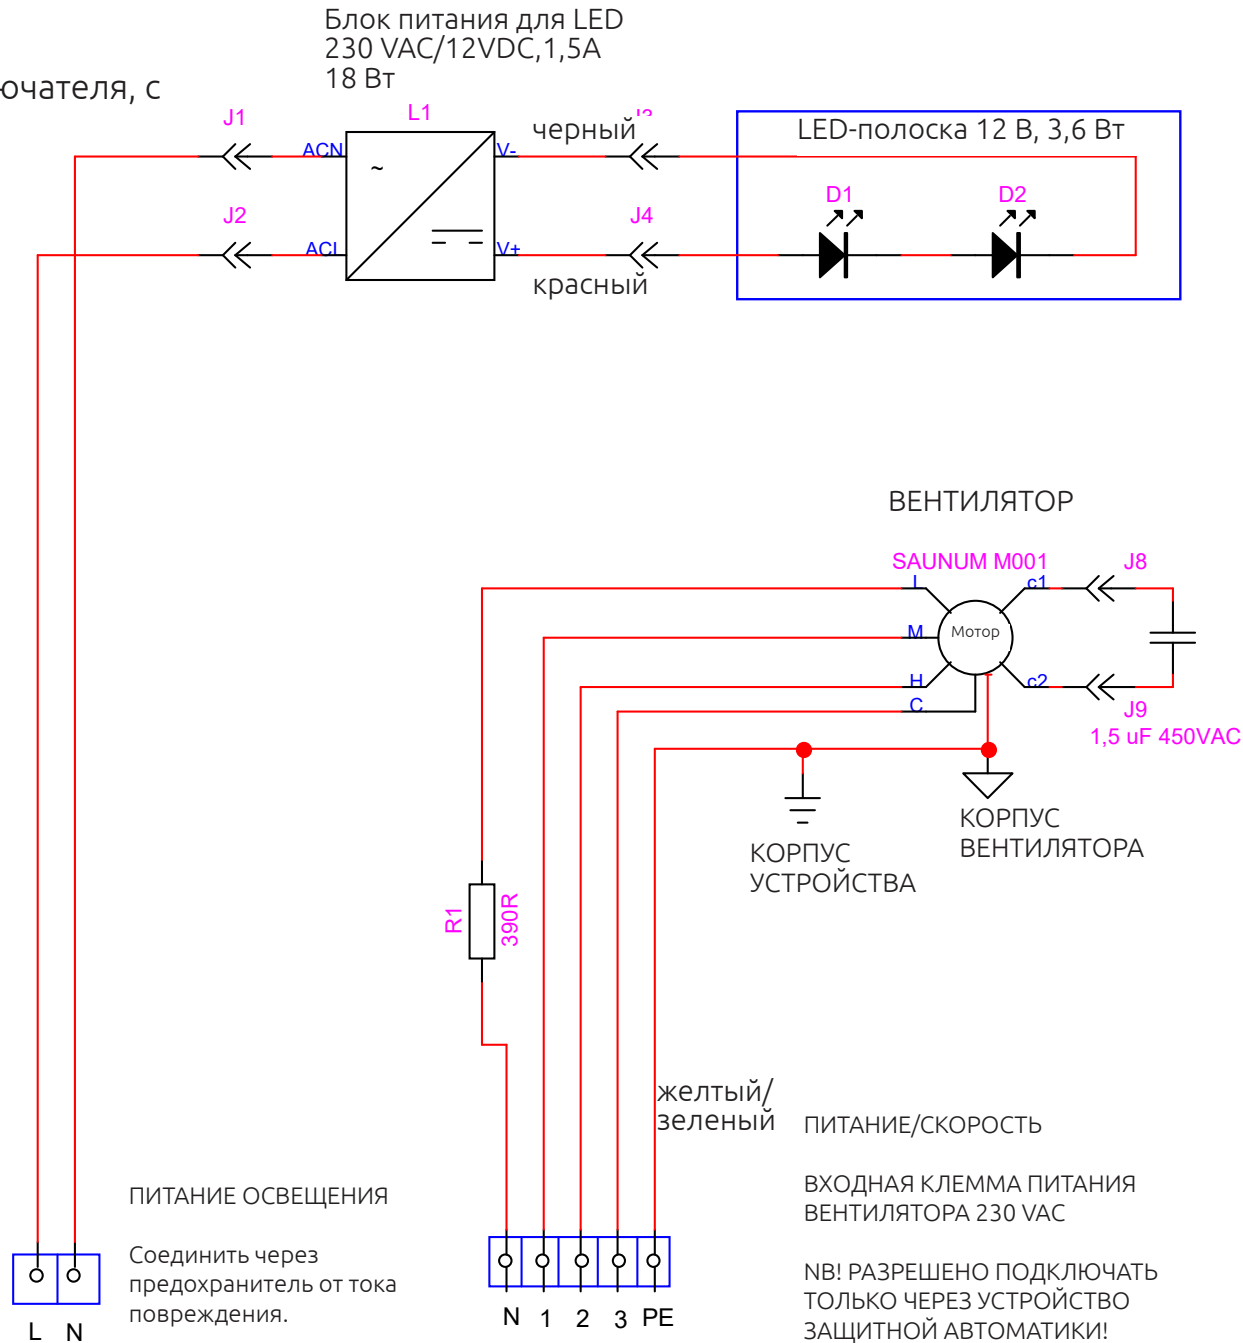 Блок питания для LED
230 VAC/12VDC,1,5A
18 Вт
ючателя, с
J1
L1
черный
LED-полоска 12 В, 3,6 Вт
ACN
V-
~
J2
J4
D1
D2
ACL
V+
красный
ВЕНТИЛЯТОР
SAUNUM M001
J8
L
c1
M
Мотор
H
c2
C
J9
1,5 uF 450VAC
КОРПУС
ВЕНТИЛЯТОРА
КОРПУС
УСТРОЙСТВА
R1
390R
желтый/
зеленый
ПИТАНИЕ/СКОРОСТЬ
ВХОДНАЯ КЛЕММА ПИТАНИЯ
ВЕНТИЛЯТОРА 230 VAC
NB! РАЗРЕШЕНО ПОДКЛЮЧАТЬ
ТОЛЬКО ЧЕРЕЗ УСТРОЙСТВО
ЗАЩИТНОЙ АВТОМАТИКИ!
ПИТАНИЕ ОСВЕЩЕНИЯ
Соединить через
предохранитель от тока
повреждения.
L N
N 1 2 3 PE